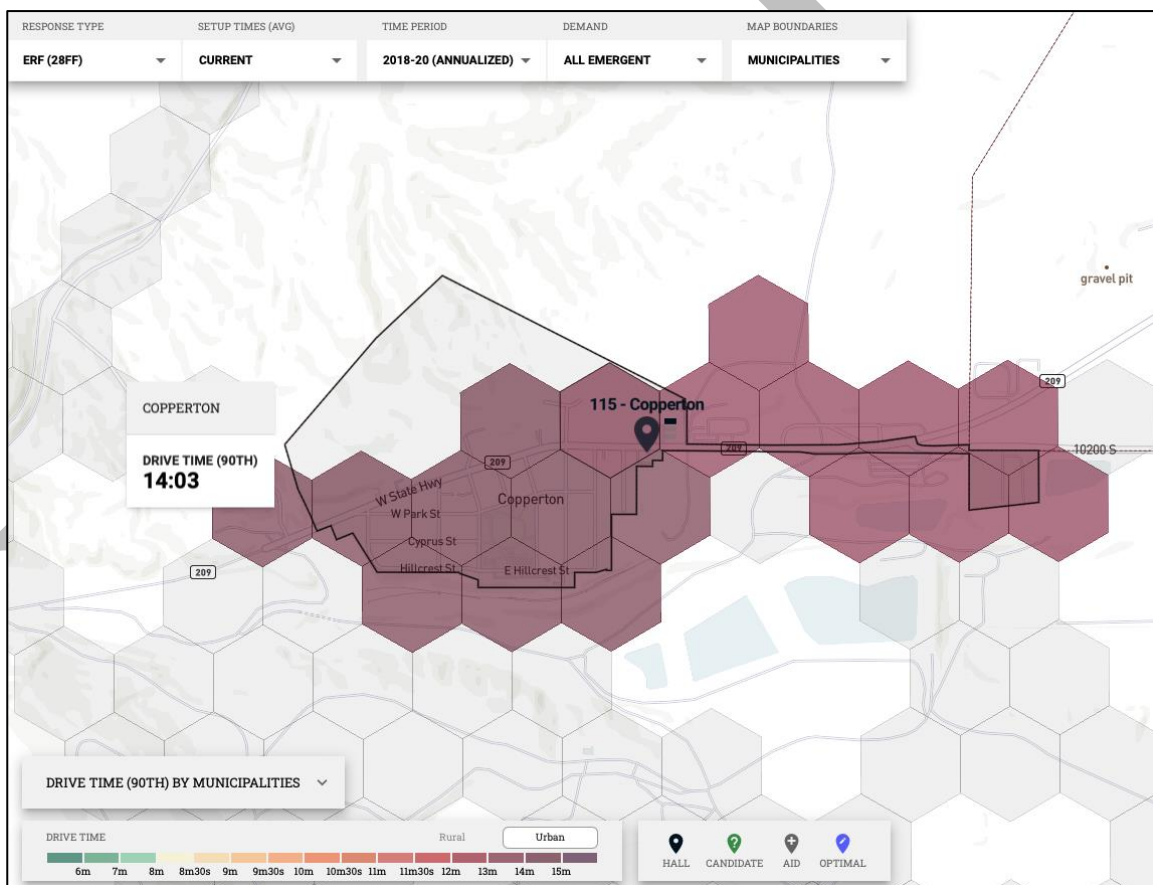 RESPONSE TYPE SETUP TIMES (AVG) TIME PERIOD DEMAND MAP BOUNDARIES
ERF (28FF) CURRENT 2018-20 (ANNUALIZED) ALL EMERGENT MUNICIPALITIES
gravel pit
209
COPPERTON
115 - Copperton
DRIVE TIME (90TH)
14:03
209
10200 S
209
W State Hwy
Copperton
W Park St
Cyprus St
Hillcrest St
E Hillcrest St
209
DRIVE TIME (90TH) BY MUNICIPALITIES
DRIVE TIME Rural Urban
6m 7m 8m 8m30s 9m 9m30s 10m 10m30s 11m 11m30s 12m 13m 14m 15m
HALL CANDIDATE AID OPTIMAL